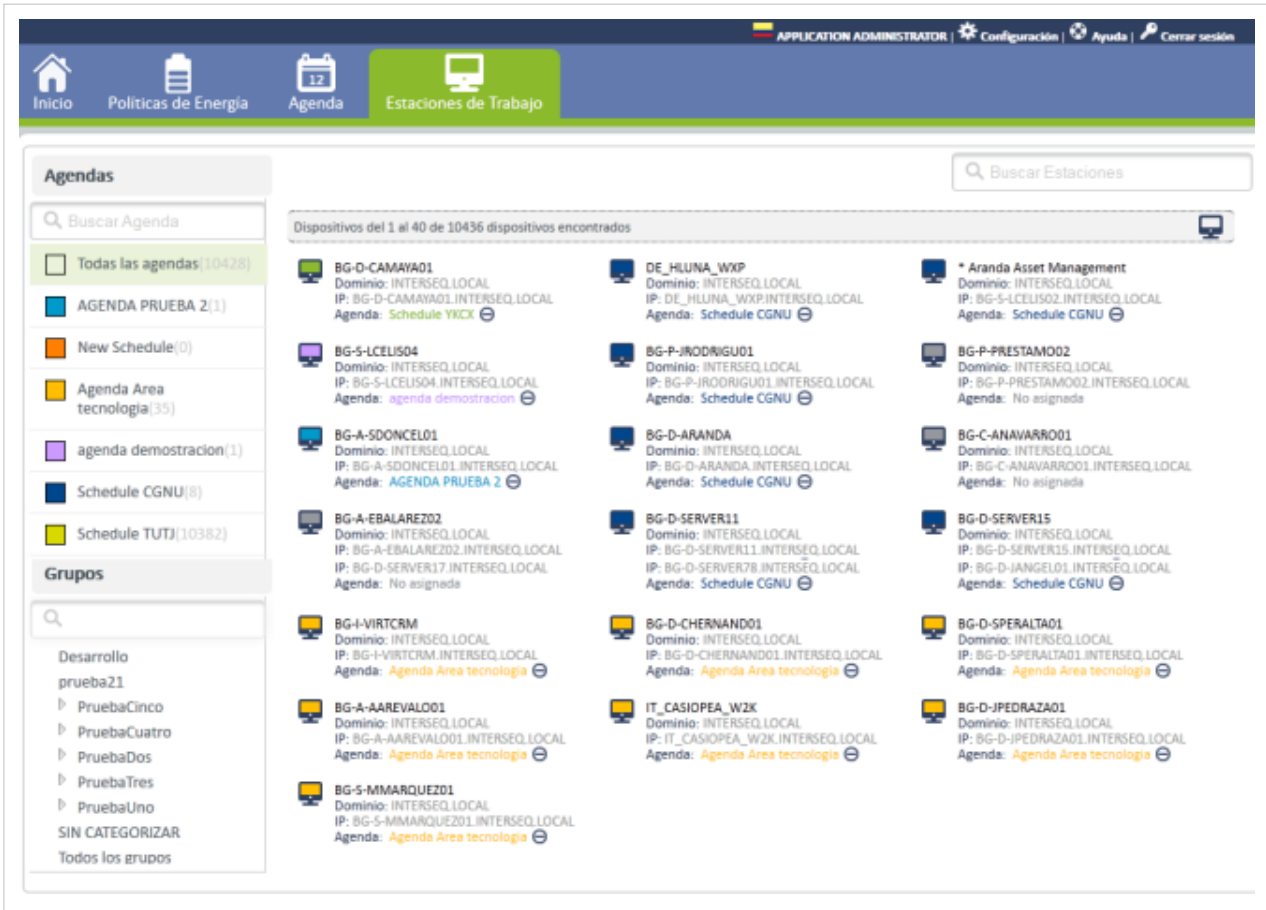 APPLICATION ADMINISTRATOR | Configuración | Ayuda | Cerrar sesión
Inicio
Políticas de Energía
12
Agenda
Estaciones de Trabajo
Agendas
Buscar Agenda
Todas las agendas(10428)
AGENDA PRUEBA 2(1)
New Schedule(0)
Agenda Area
tecnologia(35)
agenda demostracion(1)
Schedule CGNU(8)
Schedule TUTJ(10382)
Grupos
Desarrollo
prueba21
PruebaCinco
PruebaCuatro
PruebaDos
PruebaTres
PruebaUno
SIN CATEGORIZAR
Todos los grupos
Buscar Estaciones
Dispositivos del 1 al 40 de 10436 dispositivos encontrados
BG-D-CAMAYA01
Dominio: INTERSEQ.LOCAL
IP: BG-D-CAMAYA01.INTERSEQ.LOCAL
Agenda: Schedule YKCX
DE_HLUNA_WXP
Dominio: INTERSEQ.LOCAL
IP: DE_HLUNA_WXP.INTERSEQ.LOCAL
Agenda: Schedule CGNU
* Aranda Asset Management
Dominio: INTERSEQ.LOCAL
IP: BG-S-LCELIS02.INTERSEQ.LOCAL
Agenda: Schedule CGNU
BG-S-LCELIS04
Dominio: INTERSEQ.LOCAL
IP: BG-S-LCELIS04.INTERSEQ.LOCAL
Agenda: agenda demostracion
BG-P-JRODRIGU01
Dominio: INTERSEQ.LOCAL
IP: BG-P-JRODRIGU01.INTERSEQ.LOCAL
Agenda: Schedule CGNU
BG-P-PRESTAMO02
Dominio: INTERSEQ.LOCAL
IP: BG-P-PRESTAMO02.INTERSEQ.LOCAL
Agenda: No asignada
BG-A-SDONCEL01
Dominio: INTERSEQ.LOCAL
IP: BG-A-SDONCEL01.INTERSEQ.LOCAL
Agenda: AGENDA PRUEBA 2
BG-D-ARANDA
Dominio: INTERSEQ.LOCAL
IP: BG-D-ARANDA.INTERSEQ.LOCAL
Agenda: Schedule CGNU
BG-C-ANAVARRO01
Dominio: INTERSEQ.LOCAL
IP: BG-C-ANAVARRO01.INTERSEQ.LOCAL
Agenda: No asignada
BG-A-EBALAREZ02
Dominio: INTERSEQ.LOCAL
IP: BG-A-EBALAREZ02.INTERSEQ.LOCAL
IP: BG-D-SERVER17.INTERSEQ.LOCAL
Agenda: No asignada
BG-D-SERVER11
Dominio: INTERSEQ.LOCAL
IP: BG-D-SERVER11.INTERSEQ.LOCAL
IP: BG-D-SERVER78.INTERSEQ.LOCAL
Agenda: Schedule CGNU
BG-D-SERVER15
Dominio: INTERSEQ.LOCAL
IP: BG-D-SERVER15.INTERSEQ.LOCAL
IP: BG-D-JANGEL01.INTERSEQ.LOCAL
Agenda: Schedule CGNU
BG-I-VIRTCRM
Dominio: INTERSEQ.LOCAL
IP: BG-I-VIRTCRM.INTERSEQ.LOCAL
Agenda: Agenda Area tecnologia
BG-D-CHERNAND01
Dominio: INTERSEQ.LOCAL
IP: BG-D-CHERNAND01.INTERSEQ.LOCAL
Agenda: Agenda Area tecnologia
BG-D-SPERALTA01
Dominio: INTERSEQ.LOCAL
IP: BG-D-SPERALTA01.INTERSEQ.LOCAL
Agenda: Agenda Area tecnologia
BG-A-AAREVALO01
Dominio: INTERSEQ.LOCAL
IP: BG-A-AAREVALO01.INTERSEQ.LOCAL
Agenda: Agenda Area tecnologia
IT_CASIOPEA_W2K
Dominio: INTERSEQ.LOCAL
IP: IT_CASIOPEA_W2K.INTERSEQ.LOCAL
Agenda: Agenda Area tecnologia
BG-D-JPEDRAZA01
Dominio: INTERSEQ.LOCAL
IP: BG-D-JPEDRAZA01.INTERSEQ.LOCAL
Agenda: Agenda Area tecnologia
BG-S-MMARQUEZ01
Dominio: INTERSEQ.LOCAL
IP: BG-S-MMARQUEZ01.INTERSEQ.LOCAL
Agenda: Agenda Area tecnologia